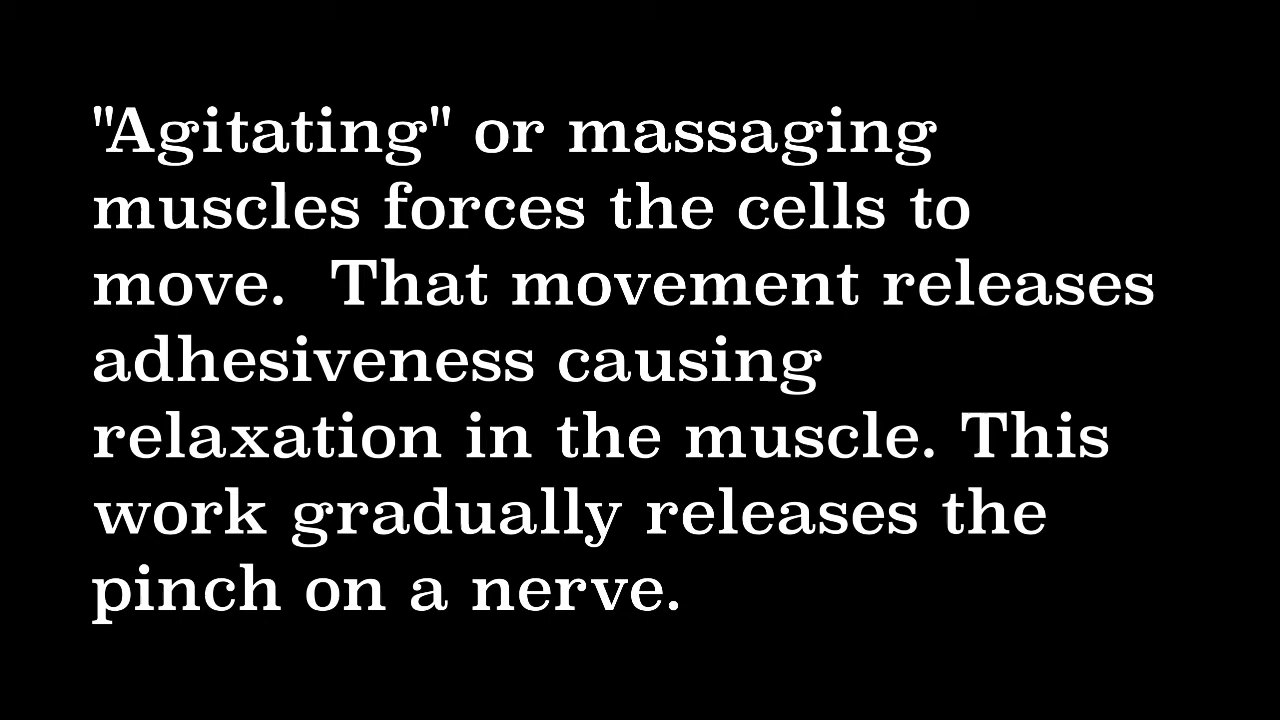 "Agitating" or massaging
muscles forces the cells to
move.  That movement releases
adhesiveness causing
relaxation in the muscle. This
work gradually releases the
pinch on a nerve.